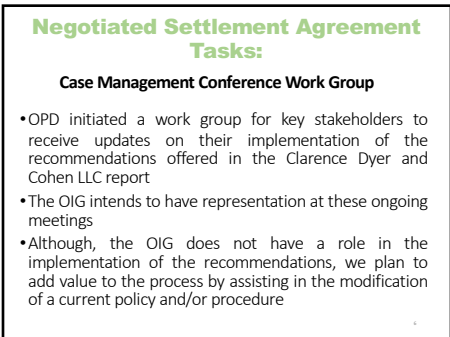 Negotiated Settlement Agreement
Tasks:
Case Management Conference Work Group
•OPD initiated a work group for key stakeholders to
receive updates on their implementation of the
recommendations offered in the Clarence Dyer and
Cohen LLC report
•The OIG intends to have representation at these ongoing
meetings
•Although, the OIG does not have a role in the
implementation of the recommendations, we plan to
add value to the process by assisting in the modification
of a current policy and/or procedure